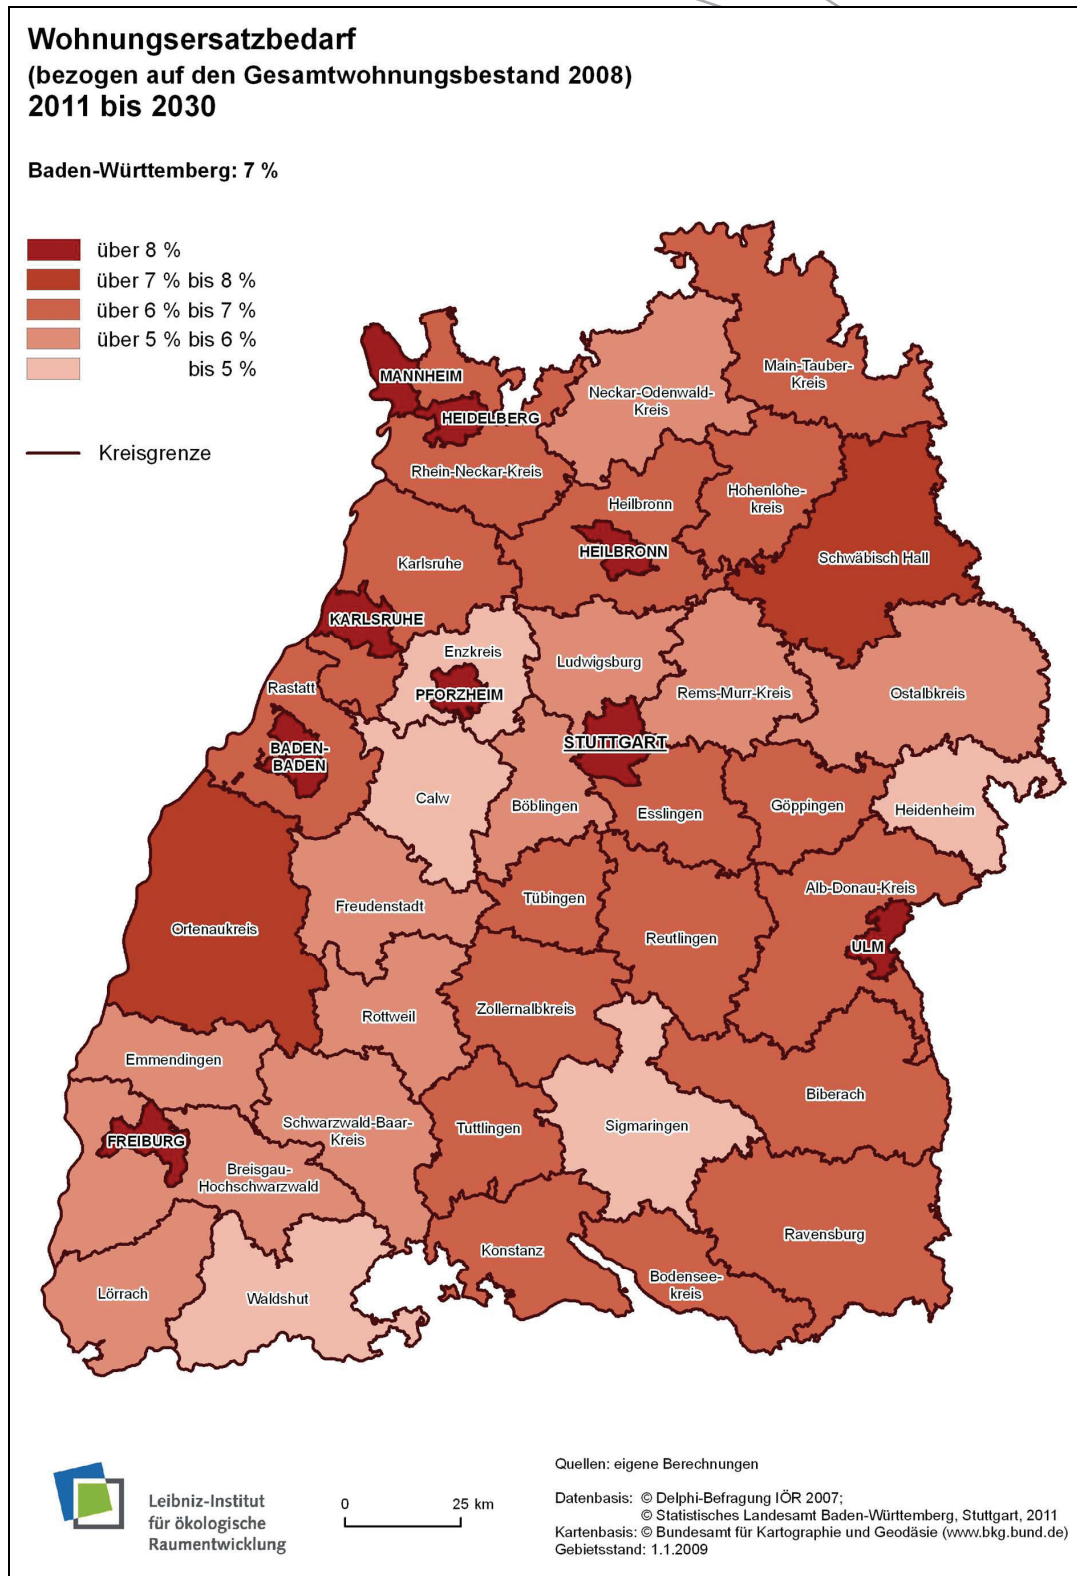 Wohnungsersatzbedarf
(bezogen auf den Gesamtwohnungsbestand 2008)
2011 bis 2030
Baden-Württemberg: 7 %
über 8 %
über 7 % bis 8 %
über 6 % bis 7 %
über 5 % bis 6 %
bis 5 %
Kreisgrenze
MANNHEIM
HEIDELBERG
Rhein-Neckar-Kreis
Neckar-Odenwald-
Kreis
Main-Tauber-
Kreis
Heilbronn
HEILBRONN
Hohenlohe-
kreis
Schwäbisch Hall
Karlsruhe
KARLSRUHE
Enzkreis
PFORZHEIM
Ludwigsburg
Rems-Murr-Kreis
Ostalbkreis
Rastatt
BADEN-
BADEN
STUTTGART
Calw
Böblingen
Esslingen
Göppingen
Heidenheim
Freudenstadt
Tübingen
Reutlingen
Alb-Donau-Kreis
ULM
Ortenaukreis
Rottweil
Zollernalbkreis
Emmendingen
FREIBURG
Schwarzwald-Baar-
Kreis
Tuttlingen
Sigmaringen
Biberach
Breisgau-
Hochschwarzwald
Ravensburg
Konstanz
Bodensee-
kreis
Lörrach
Waldshut
Leibniz-Institut
für ökologische
Raumentwicklung
0 25 km
Quellen: eigene Berechnungen
Datenbasis: © Delphi-Befragung IÖR 2007;
© Statistisches Landesamt Baden-Württemberg, Stuttgart, 2011
Kartenbasis: © Bundesamt für Kartographie und Geodäsie (www.bkg.bund.de)
Gebietsstand: 1.1.2009